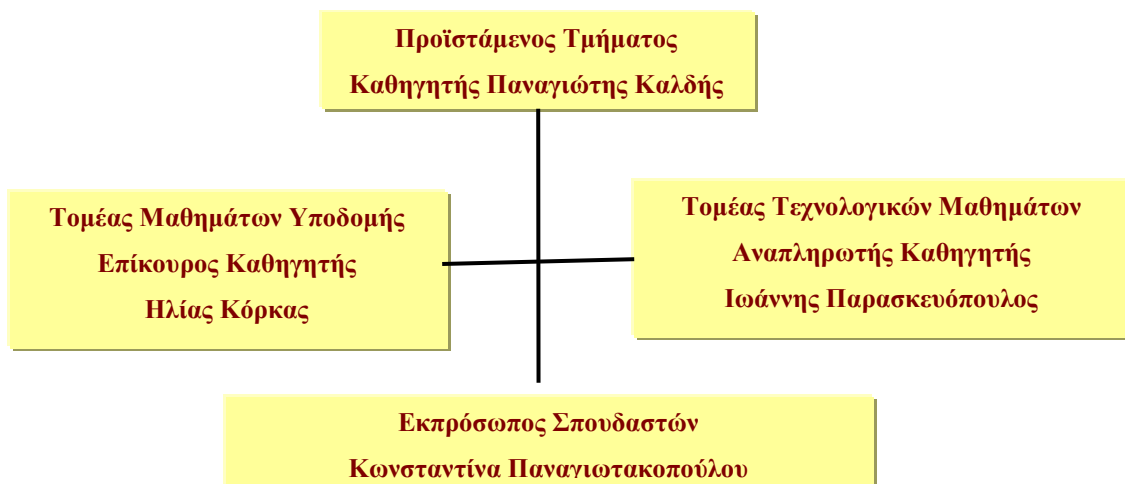 Προϊστάμενος Τμήματος
Καθηγητής Παναγιώτης Καλδής
Τομέας Μαθημάτων Υποδομής
Επίκουρος Καθηγητής
Ηλίας Κόρκας
Τομέας Τεχνολογικών Μαθημάτων
Αναπληρωτής Καθηγητής
Ιωάννης Παρασκευόπουλος
Εκπρόσωπος Σπουδαστών
Κωνσταντίνα Παναγιωτακοπούλου